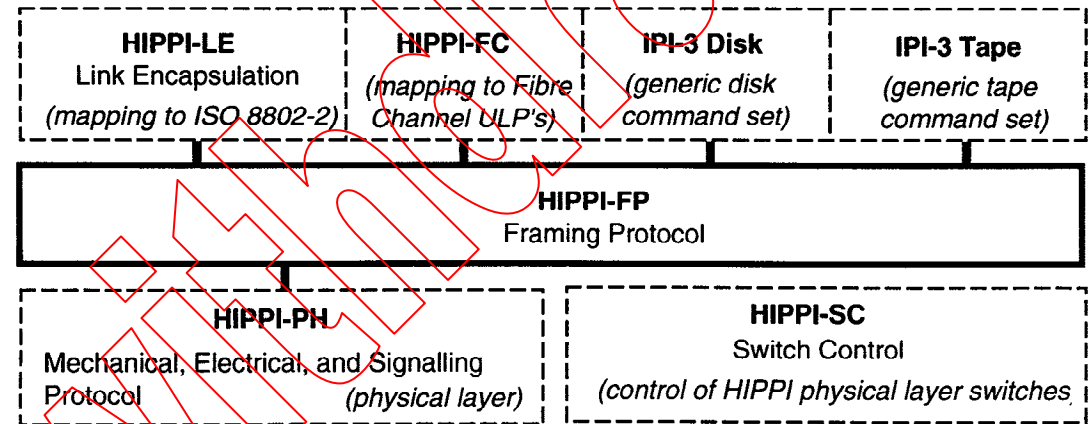 HIPPI-LE
Link Encapsulation
(mapping to ISO 8802-2)
HIPPI-FC
(mapping to Fibre
Channel ULP's)
IPI-3 Disk
(generic disk
command set)
IPI-3 Tape
(generic tape
command set)
HIPPI-FP
Framing Protocol
HIPPI-PH
Mechanical, Electrical, and Signalling
Protocol (physical layer)
HIPPI-SC
Switch Control
(control of HIPPI physical layer switches